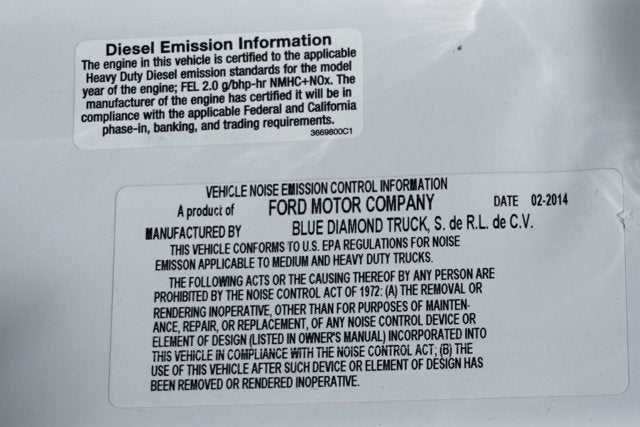 Diesel Emission Information
The engine in this vehicle is certified to the applicable
Heavy Duty Diesel emission standards for the model
year of the engine; FEL 2.0 g/bhp-hr NMHC+NOx. The
manufacturer of the engine has certified it will be in
compliance with the applicable Federal and California
phase-in, banking, and trading requirements.
3669800C1
VEHICLE NOISE EMISSION CONTROL INFORMATION
A product of FORD MOTOR COMPANY DATE 02-2014
MANUFACTURED BY BLUE DIAMOND TRUCK, S. de R.L. de C.V.
THIS VEHICLE CONFORMS TO U.S. EPA REGULATIONS FOR NOISE
EMISSON APPLICABLE TO MEDIUM AND HEAVY DUTY TRUCKS.
THE FOLLOWING ACTS OR THE CAUSING THEREOF BY ANY PERSON ARE
PROHIBITED BY THE NOISE CONTROL ACT OF 1972: (A) THE REMOVAL OR
RENDERING INOPERATIVE, OTHER THAN FOR PURPOSES OF MAINTEN-
ANCE, REPAIR, OR REPLACEMENT, OF ANY NOISE CONTROL DEVICE OR
ELEMENT OF DESIGN (LISTED IN OWNER'S MANUAL) INCORPORATED INTO
THIS VEHICLE IN COMPLIANCE WITH THE NOISE CONTROL ACT; (B) THE
USE OF THIS VEHICLE AFTER SUCH DEVICE OR ELEMENT OF DESIGN HAS
BEEN REMOVED OR RENDERED INOPERATIVE.